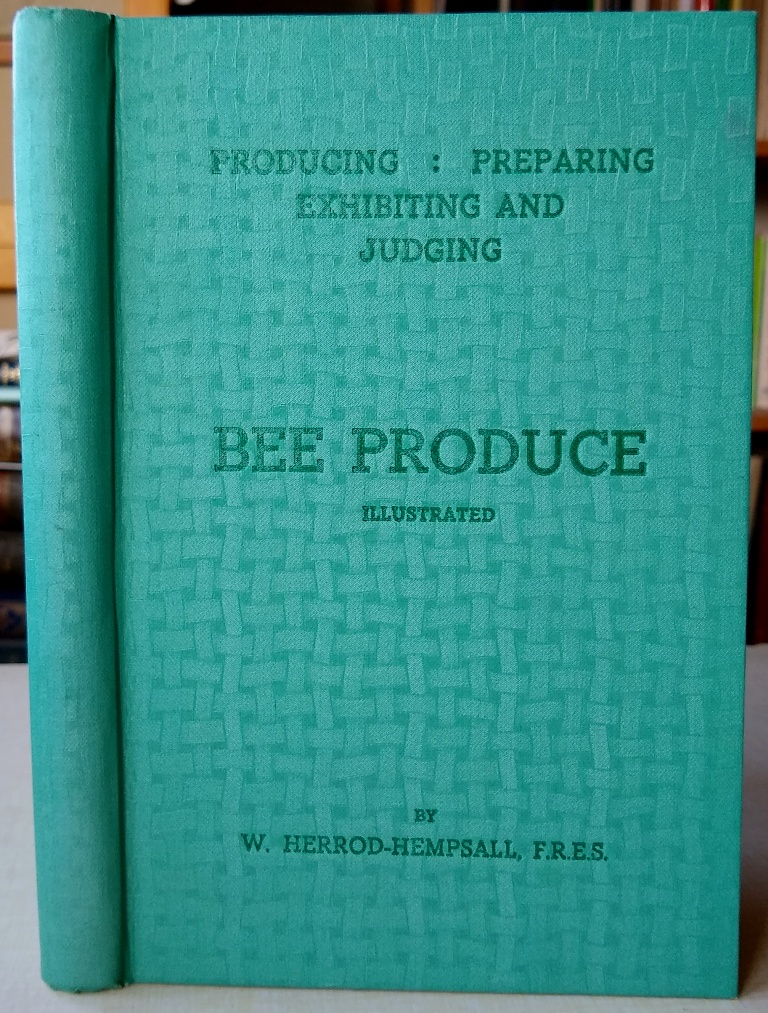 PRODUCING : PREPARING
EXHIBITING AND
JUDGING
BEE PRODUCE
ILLUSTRATED
BY
W. HERROD-HEMPSALL, F.R.E.S.